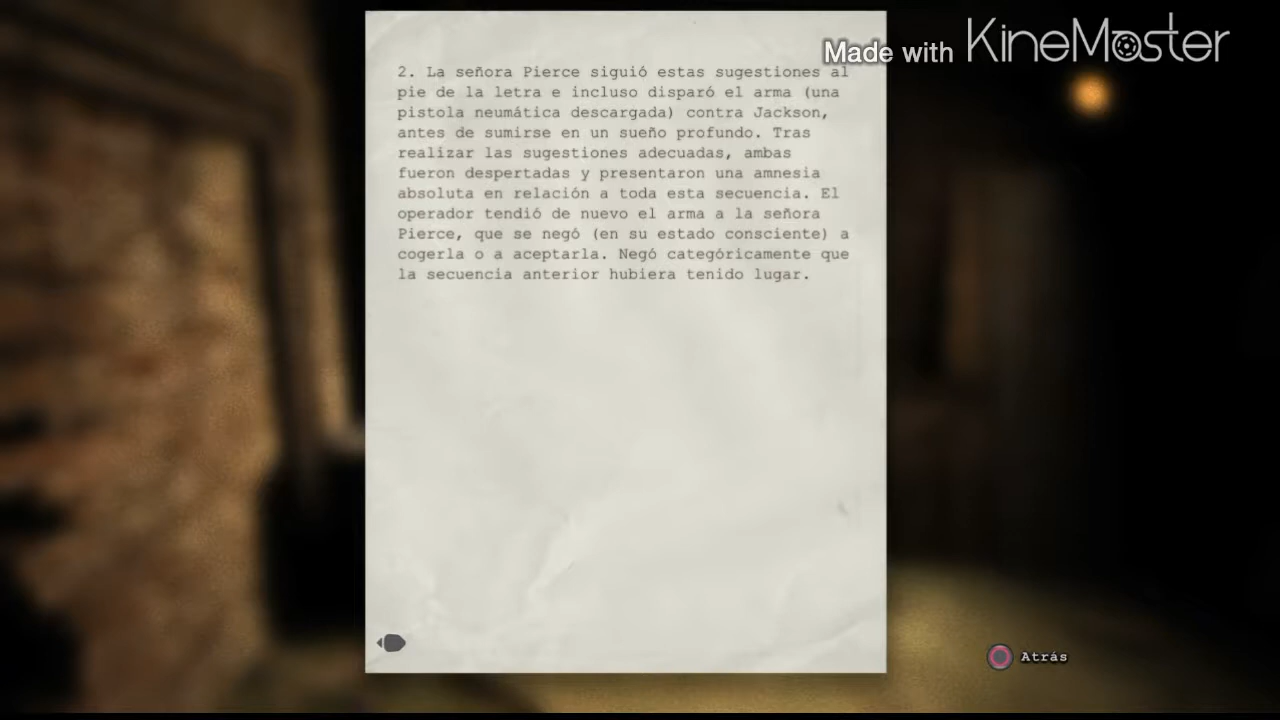 Made with KINEMASTER
2. La señora Pierce siguió estas sugestiones al
pie de la letra e incluso disparó el arma (una
pistola neumática descargada) contra Jackson,
antes de sumirse en un sueño profundo. Tras
realizar las sugestiones adecuadas, ambas
fueron despertadas y presentaron una amnesia
absoluta en relación a toda esta secuencia. El
operador tendió de nuevo el arma a la señora
Pierce, que se negó (en su estado consciente) a
cogerla o a aceptarla. Negó categóricamente que
la secuencia anterior hubiera tenido lugar.
Atrás